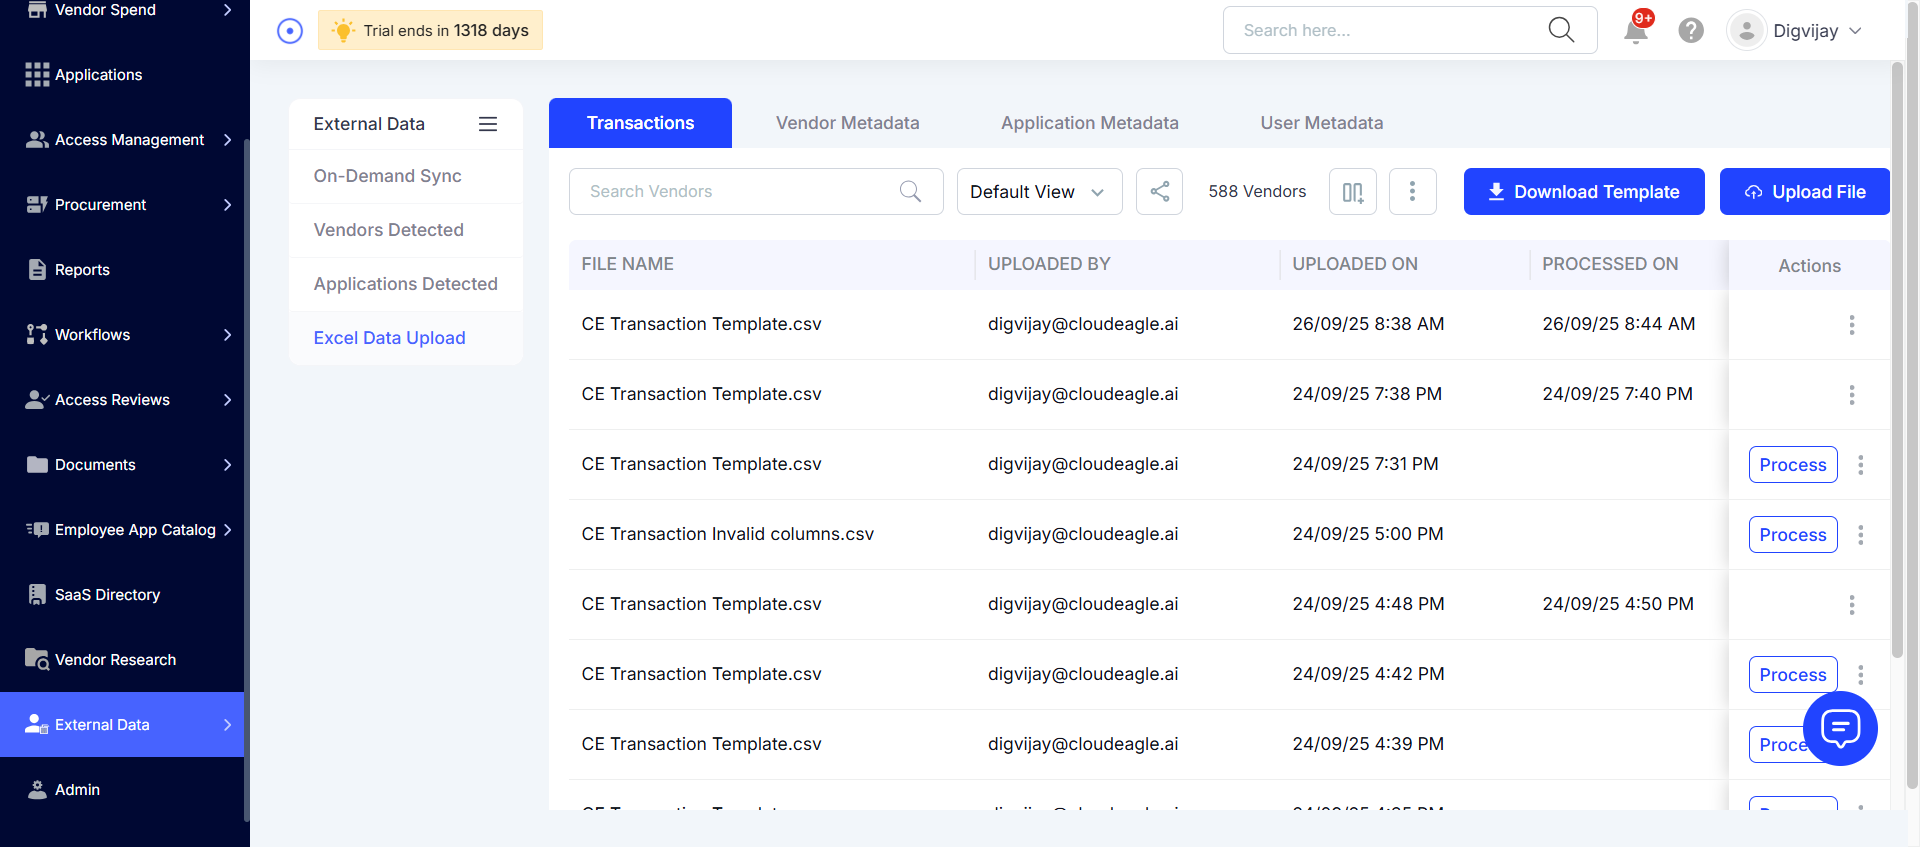 Vendor Spend
Applications
Access Management
Procurement
Reports
Workflows
Access Reviews
Documents
Employee App Catalog
SaaS Directory
Vendor Research
External Data
Admin
Trial ends in 1318 days
Search here...
9+
Digvijay
External Data
On-Demand Sync
Vendors Detected
Applications Detected
Excel Data Upload
Transactions Vendor Metadata Application Metadata User Metadata
Search Vendors Default View 588 Vendors Download Template Upload File
FILE NAME UPLOADED BY UPLOADED ON PROCESSED ON Actions
CE Transaction Template.csv digvijay@cloudeagle.ai 26/09/25 8:38 AM 26/09/25 8:44 AM
CE Transaction Template.csv digvijay@cloudeagle.ai 24/09/25 7:38 PM 24/09/25 7:40 PM
CE Transaction Template.csv digvijay@cloudeagle.ai 24/09/25 7:31 PM Process
CE Transaction Invalid columns.csv digvijay@cloudeagle.ai 24/09/25 5:00 PM Process
CE Transaction Template.csv digvijay@cloudeagle.ai 24/09/25 4:48 PM 24/09/25 4:50 PM
CE Transaction Template.csv digvijay@cloudeagle.ai 24/09/25 4:42 PM Process
CE Transaction Template.csv digvijay@cloudeagle.ai 24/09/25 4:39 PM Proce